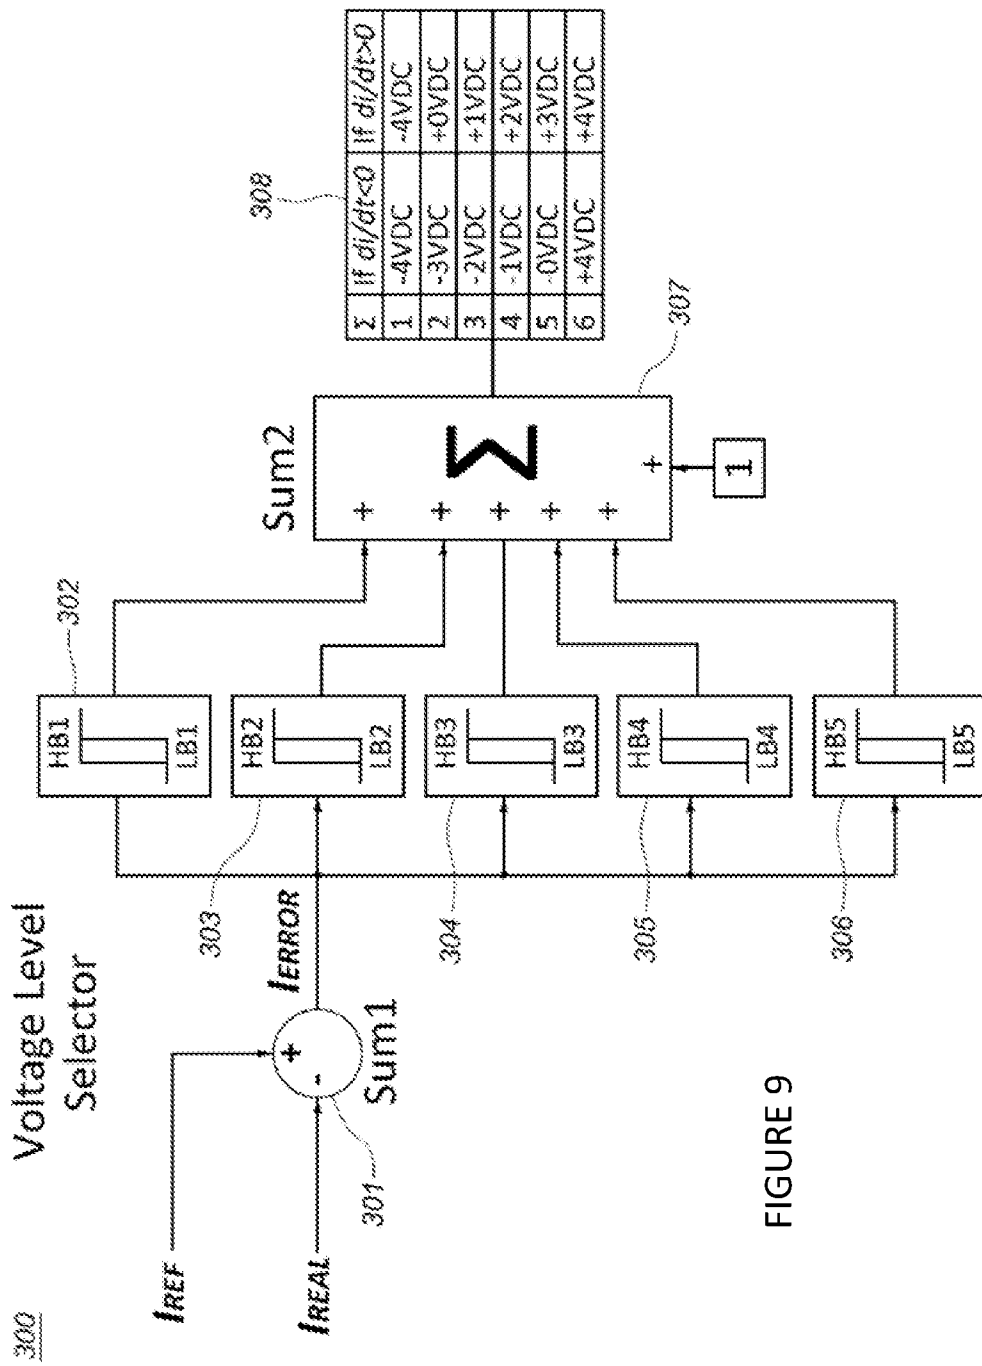 300
Voltage Level
Selector
IREF
IREAL
+
-
301
Sum1
IERROR
302
HB1
LB1
303
HB2
LB2
304
HB3
LB3
305
HB4
LB4
306
HB5
LB5
Sum2
+
+
+
+
+
+
Σ
1
307
308
Σ If di/dt<0 If di/dt>0
1 -4VDC -4VDC
2 -3VDC +0VDC
3 -2VDC +1VDC
4 -1VDC +2VDC
5 -0VDC +3VDC
6 +4VDC +4VDC
FIGURE 9